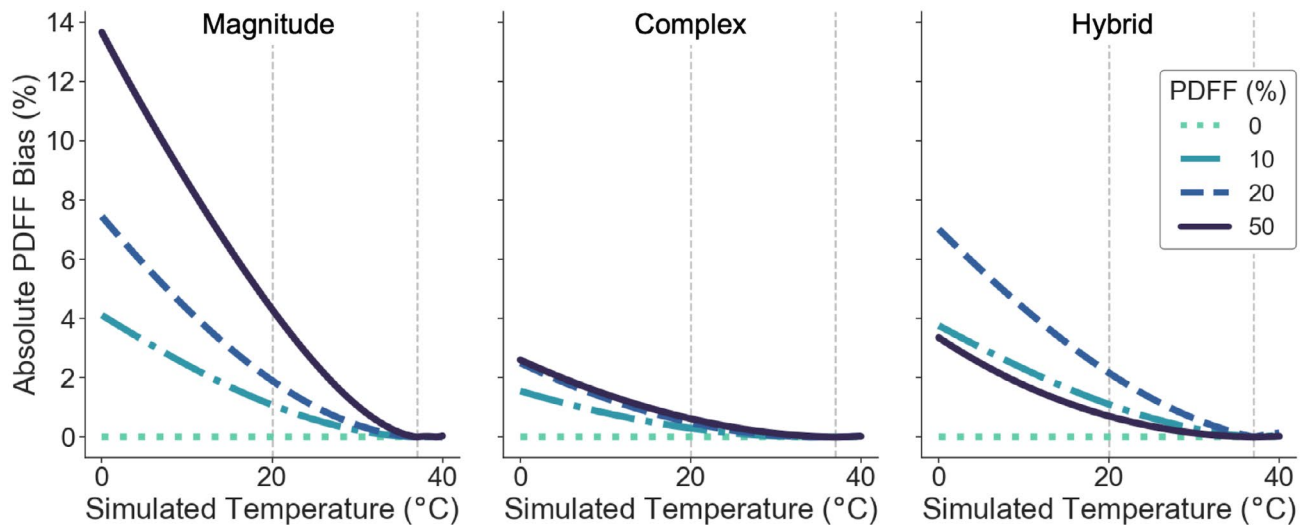 Magnitude
Complex
Hybrid
Absolute PDFF Bias (%)
14
12
10
8
6
4
2
0
0 20 40
0 20 40
0 20 40
Simulated Temperature (°C)
Simulated Temperature (°C)
Simulated Temperature (°C)
PDFF (%)
0
10
20
50